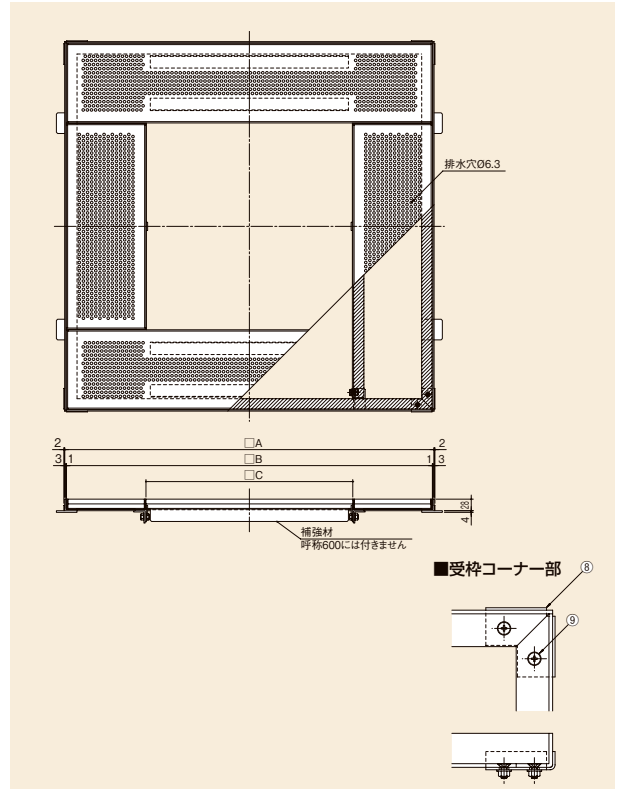 排水穴Ø6.3
2 □A 2
3 1 □B 1 3
□C
28
4
補強材
呼称600には付きません
■受枠コーナー部
⑧
⑨